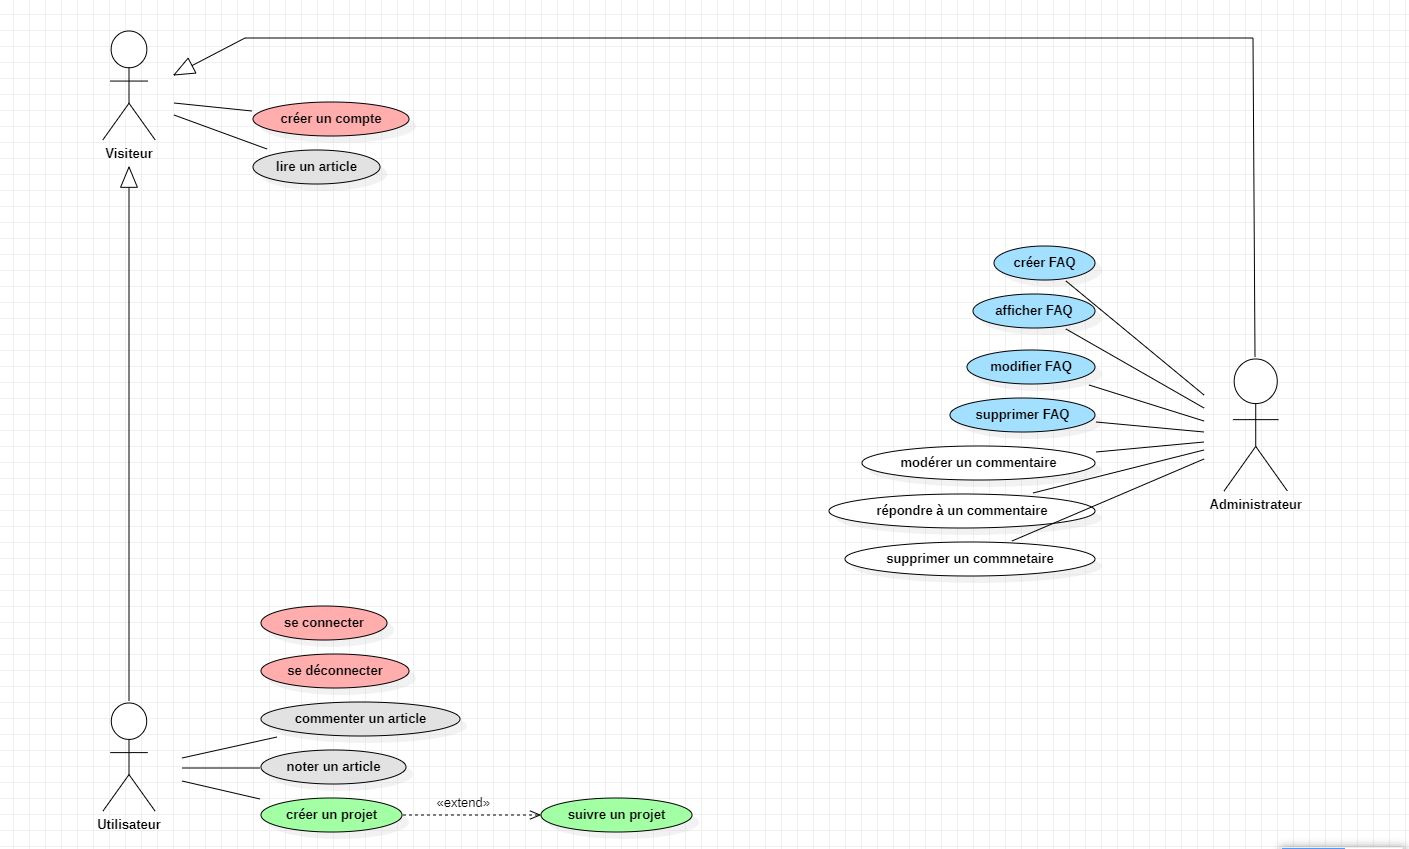 créer un compte
Visiteur
lire un article
créer FAQ
afficher FAQ
modifier FAQ
supprimer FAQ
modérer un commentaire
Administrateur
répondre à un commentaire
supprimer un commnetaire
se connecter
se déconnecter
commenter un article
noter un article
«extend»
créer un projet
suivre un projet
Utilisateur